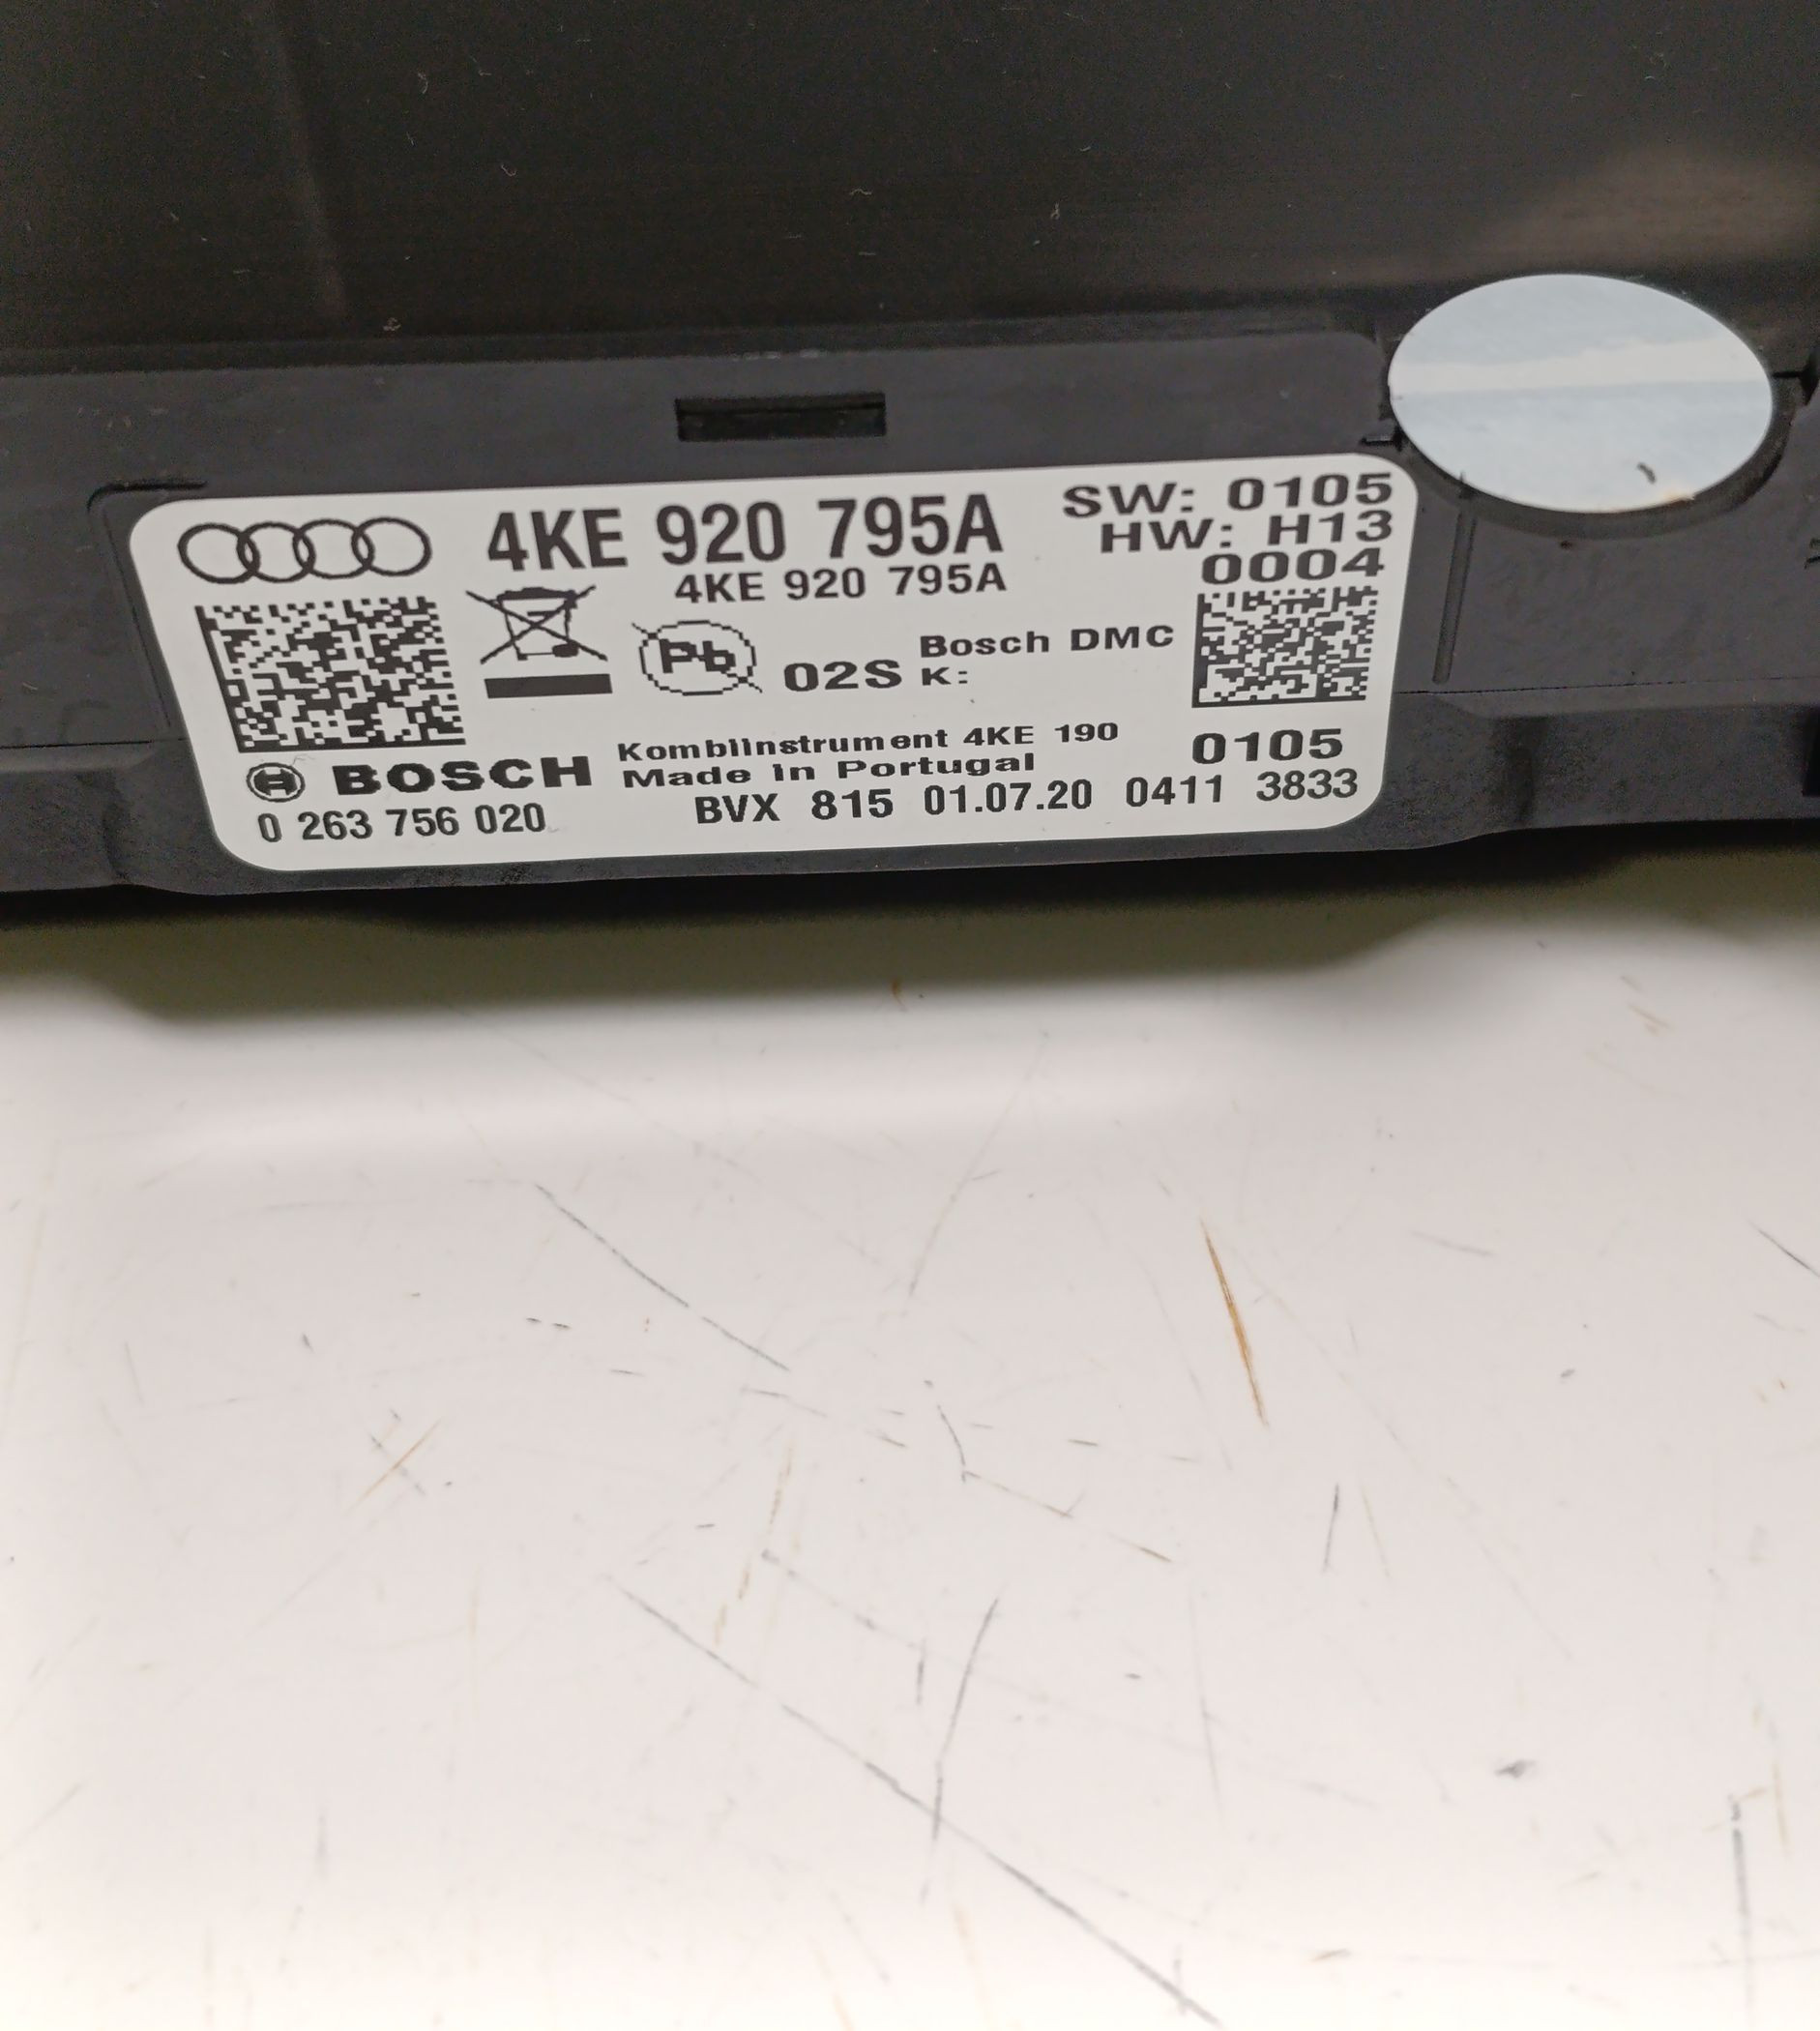 4KE 920 795A
SW: 0105
HW: H13
4KE 920 795A
0004
Pb
02S
Bosch DMC
K:
Kombiinstrument 4KE 190
0105
BOSCH
Made in Portugal
0 263 756 020
BVX 815 01.07.20 0411 3833